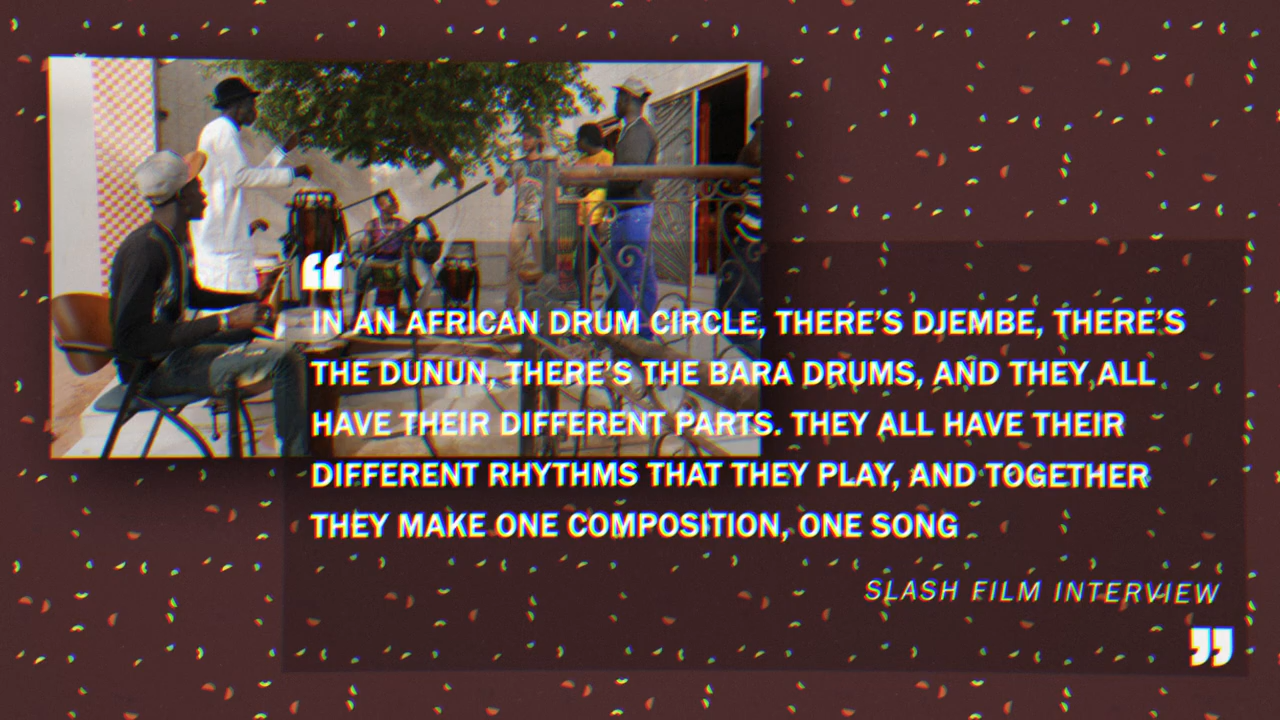 “
IN AN AFRICAN DRUM CIRCLE, THERE’S DJEMBE, THERE’S
THE DUNUN, THERE’S THE BARA DRUMS, AND THEY ALL
HAVE THEIR DIFFERENT PARTS. THEY ALL HAVE THEIR
DIFFERENT RHYTHMS THAT THEY PLAY, AND TOGETHER
THEY MAKE ONE COMPOSITION, ONE SONG
SLASH FILM INTERVIEW
”